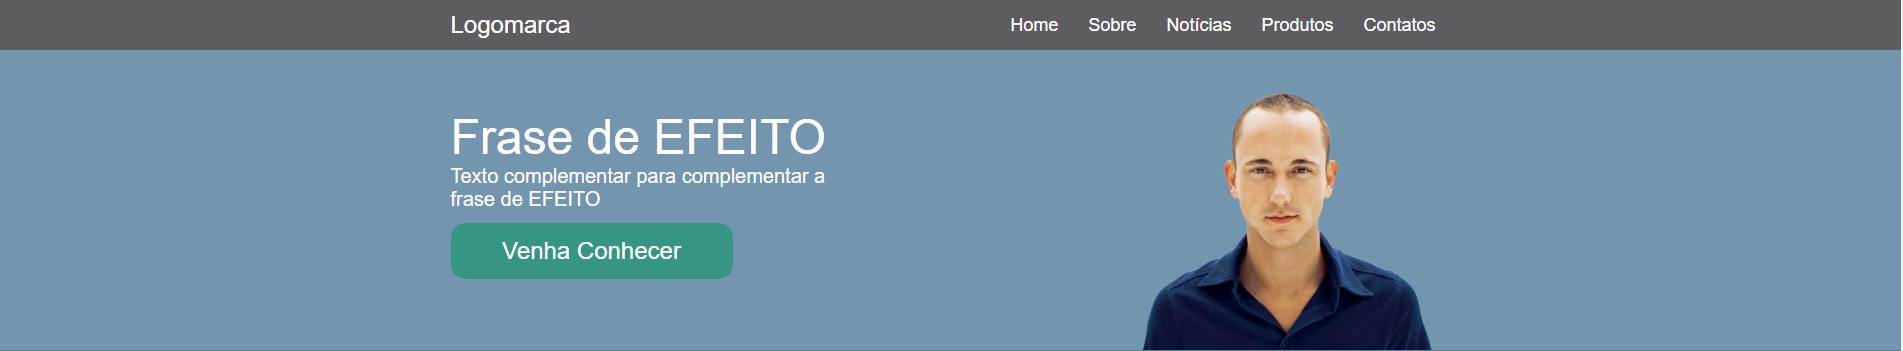 Logomarca
Home Sobre Notícias Produtos Contatos
Frase de EFEITO
Texto complementar para complementar a
frase de EFEITO
Venha Conhecer